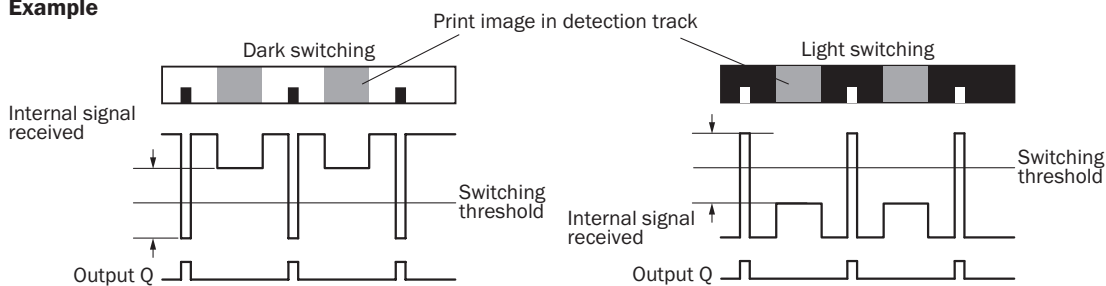 Example
Print image in detection track
Dark switching
Light switching
Internal signal
received
Switching
threshold
Output Q
Switching
threshold
Internal signal
received
Output Q